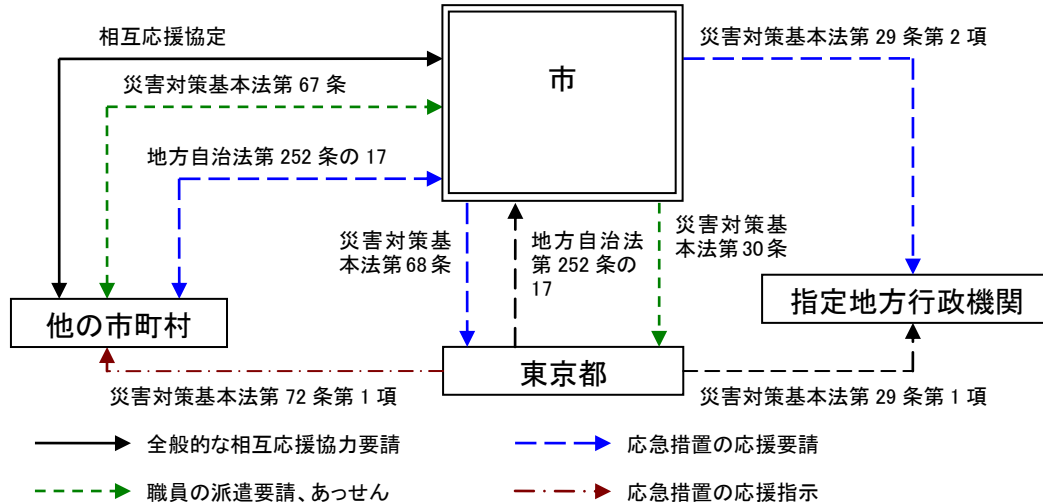 相互応援協定
災害対策基本法第 29 条第 2 項
市
災害対策基本法第 67 条
地方自治法第 252 条の 17
災害対策基
本法第 68 条
地方自治法
第 252 条の
17
災害対策基
本法第 30 条
他の市町村
指定地方行政機関
東京都
災害対策基本法第 72 条第 1 項
災害対策基本法第 29 条第 1 項
全般的な相互応援協力要請
応急措置の応援要請
職員の派遣要請、あっせん
応急措置の応援指示